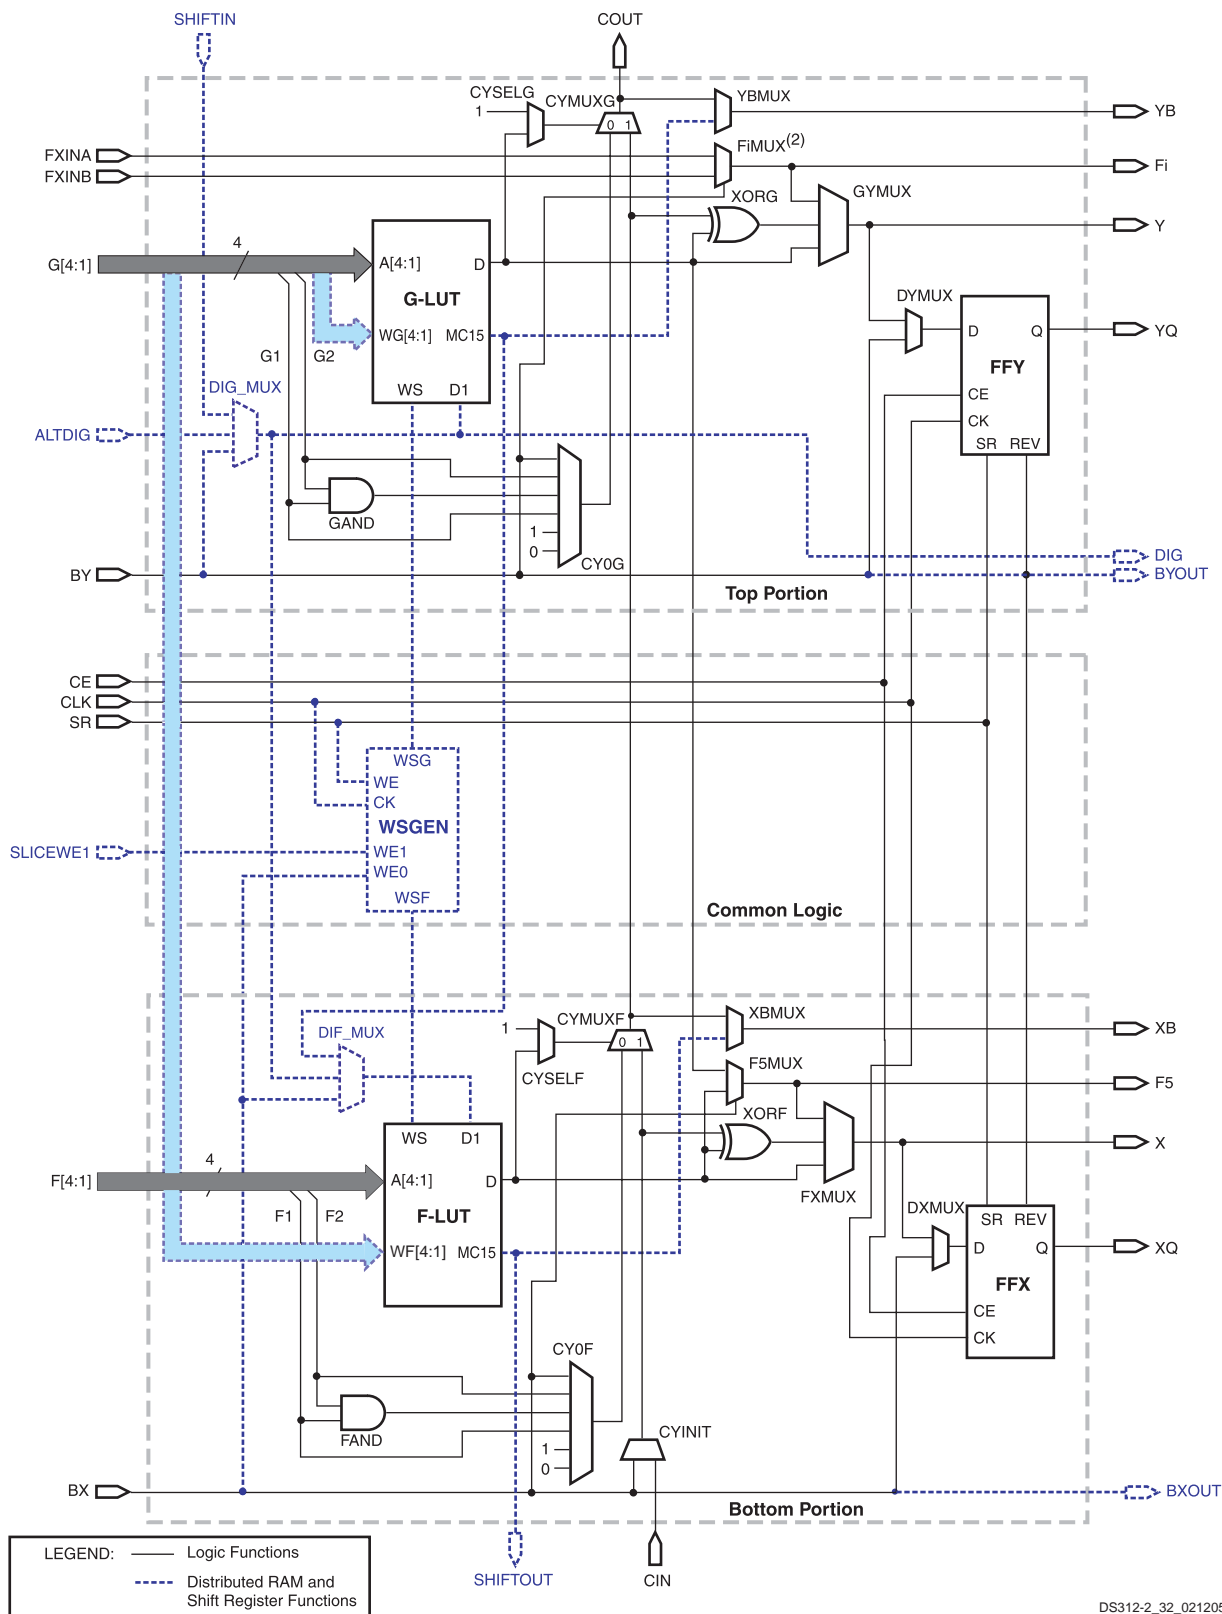 SHIFTIN
COUT
CYSELG
CYMUXG
YBMUX
1
0 1
YB
FXINA
FiMUX(2)
Fi
FXINB
XORG
GYMUX
Y
4
G[4:1]
A[4:1]
D
G-LUT
DYMUX
WG[4:1]
MC15
D
Q
YQ
G1
G2
FFY
WS
D1
DIG_MUX
CE
CK
ALTDIG
SR
REV
GAND
1
0
CY0G
DIG
BY
BYOUT
Top Portion
CE
CLK
SR
WSG
WE
CK
WSGEN
SLICEWE1
WE1
WE0
WSF
Common Logic
XBMUX
CYMUXF
1
XB
DIF_MUX
0 1
F5MUX
CYSELF
F5
XORF
WS
D1
X
4
F[4:1]
A[4:1]
D
FXMUX
F1
F2
F-LUT
DXMUX
SR
REV
WF[4:1]
MC15
D
Q
XQ
FFX
CE
CK
CY0F
CYINIT
FAND
1
0
BX
BXOUT
Bottom Portion
LEGEND:
Logic Functions
Distributed RAM and
Shift Register Functions
SHIFTOUT
CIN
DS312-2_32_021205